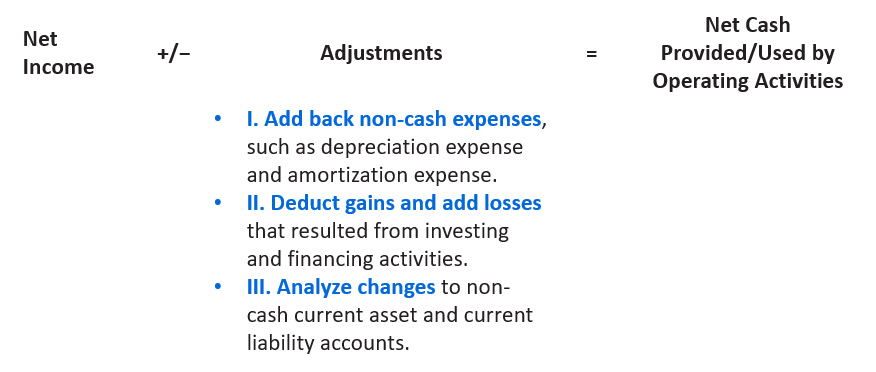 Net Income +/− Adjustments = Net Cash Provided/Used by Operating Activities
• I. Add back non-cash expenses,
such as depreciation expense
and amortization expense.
• II. Deduct gains and add losses
that resulted from investing
and financing activities.
• III. Analyze changes to non-
cash current asset and current
liability accounts.